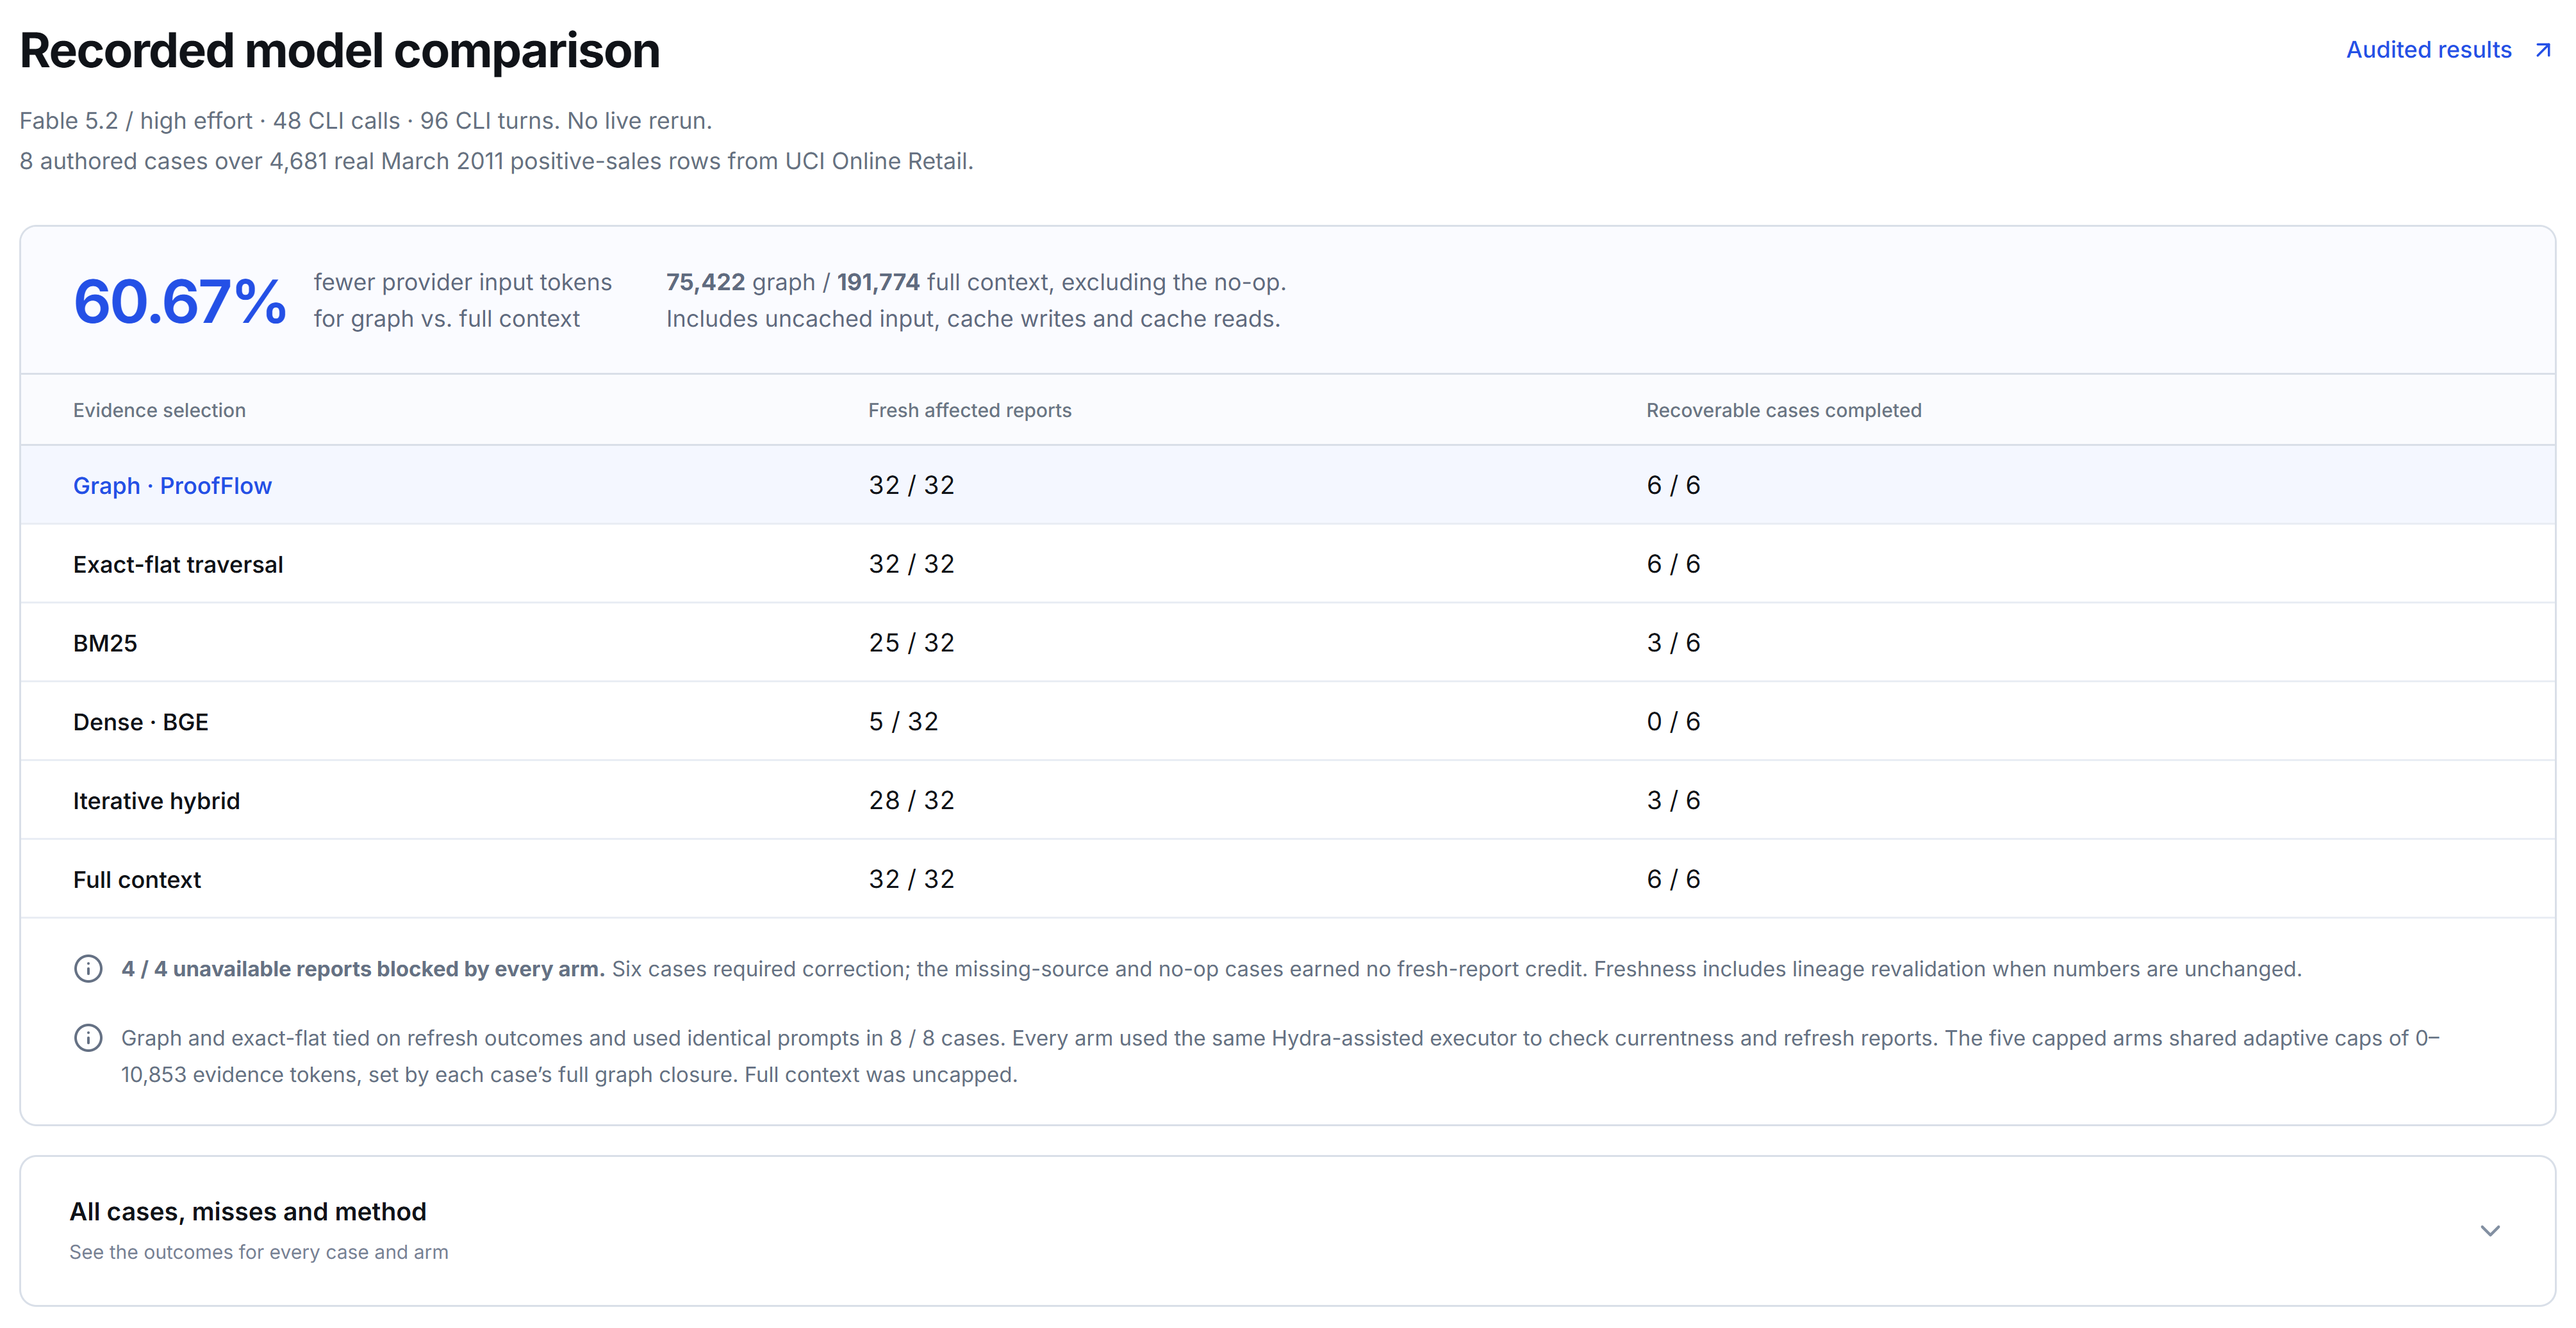 Recorded model comparison
Audited results
Fable 5.2 / high effort · 48 CLI calls · 96 CLI turns. No live rerun.
8 authored cases over 4,681 real March 2011 positive-sales rows from UCI Online Retail.
60.67%
fewer provider input tokens
for graph vs. full context
75,422 graph / 191,774 full context, excluding the no-op.
Includes uncached input, cache writes and cache reads.
Evidence selection Fresh affected reports Recoverable cases completed
Graph · ProofFlow 32 / 32 6 / 6
Exact-flat traversal 32 / 32 6 / 6
BM25 25 / 32 3 / 6
Dense · BGE 5 / 32 0 / 6
Iterative hybrid 28 / 32 3 / 6
Full context 32 / 32 6 / 6
4 / 4 unavailable reports blocked by every arm. Six cases required correction; the missing-source and no-op cases earned no fresh-report credit. Freshness includes lineage revalidation when numbers are unchanged.
Graph and exact-flat tied on refresh outcomes and used identical prompts in 8 / 8 cases. Every arm used the same Hydra-assisted executor to check currentness and refresh reports. The five capped arms shared adaptive caps of 0–
10,853 evidence tokens, set by each case’s full graph closure. Full context was uncapped.
All cases, misses and method
See the outcomes for every case and arm